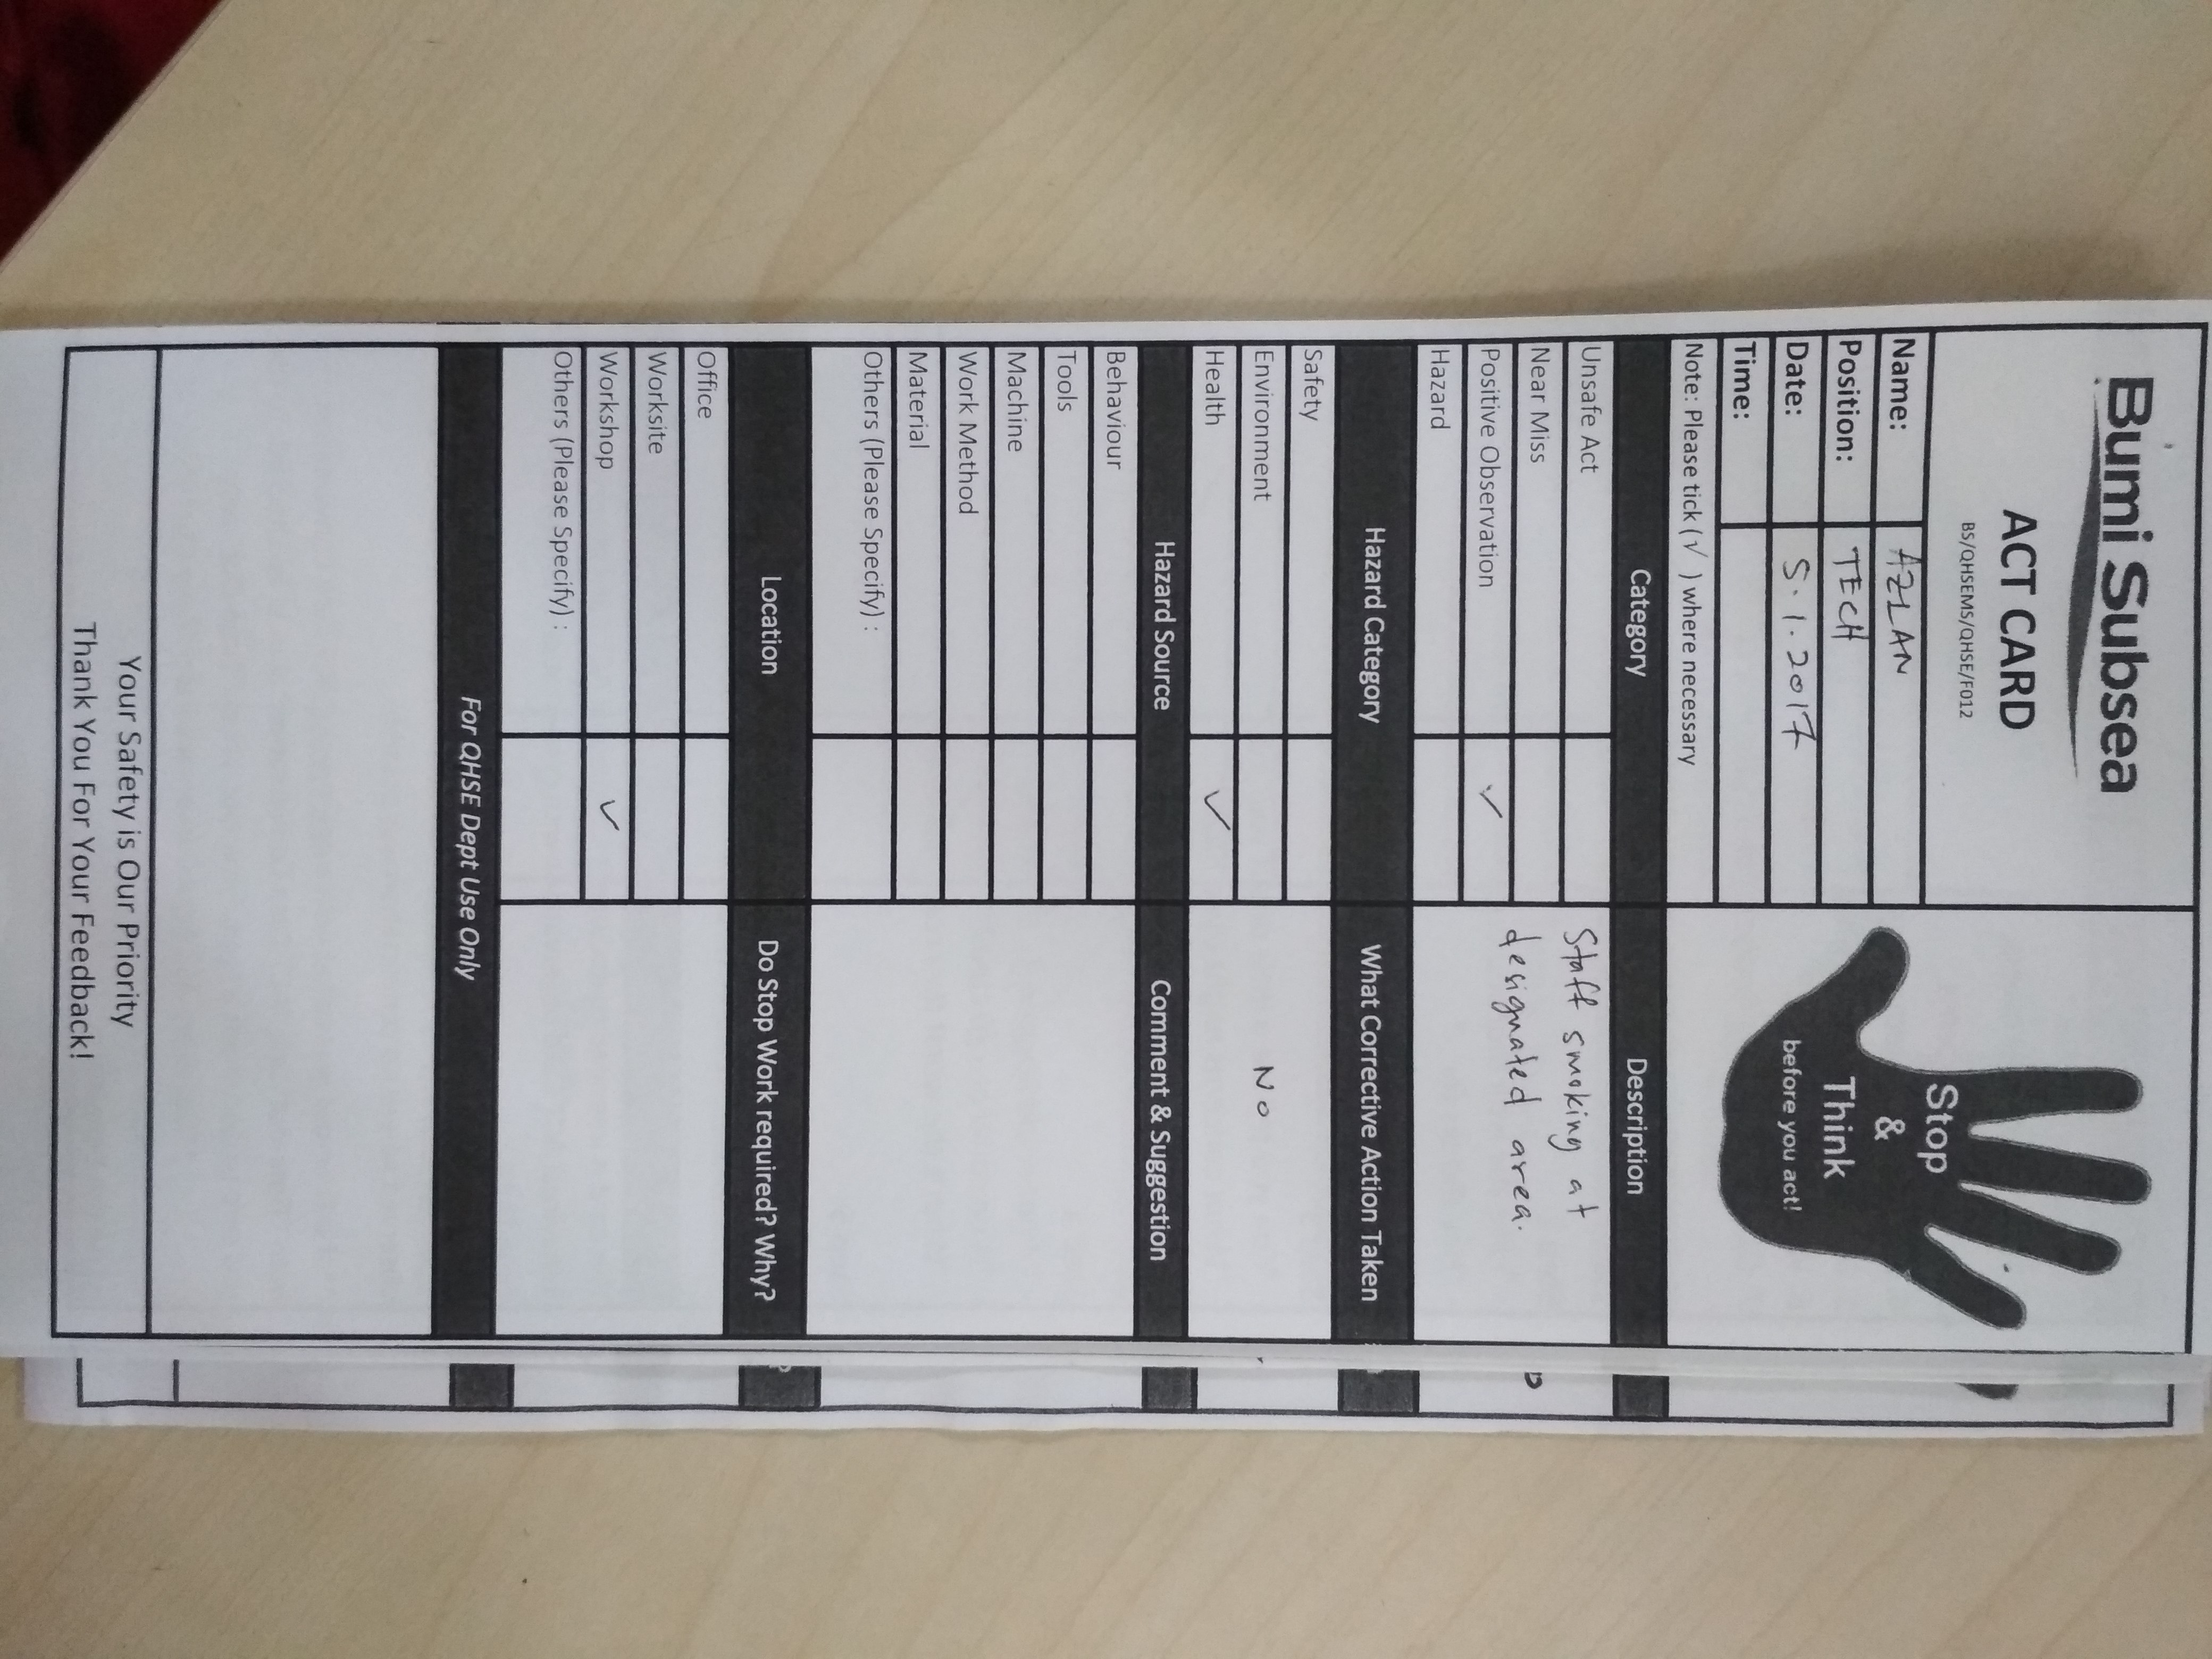 Bumi Subsea
ACT CARD
BS/QHSEMS/QHSE/F012
Stop
&
Think
before you act!
Name: AZLAN
Position: TECH
Date: 5.1.2017
Time:
Note: Please tick (√ ) where necessary
Category Description
Unsafe Act
Near Miss
Positive Observation ✓
Hazard
Staff smoking at
designated area.
Hazard Category What Corrective Action Taken
Safety
Environment
Health ✓
No
Hazard Source Comment & Suggestion
Behaviour
Tools
Machine
Work Method
Material
Others (Please Specify) :
Location Do Stop Work required? Why?
Office
Worksite
Workshop ✓
Others (Please Specify) :
For QHSE Dept Use Only
Your Safety is Our Priority
Thank You For Your Feedback!